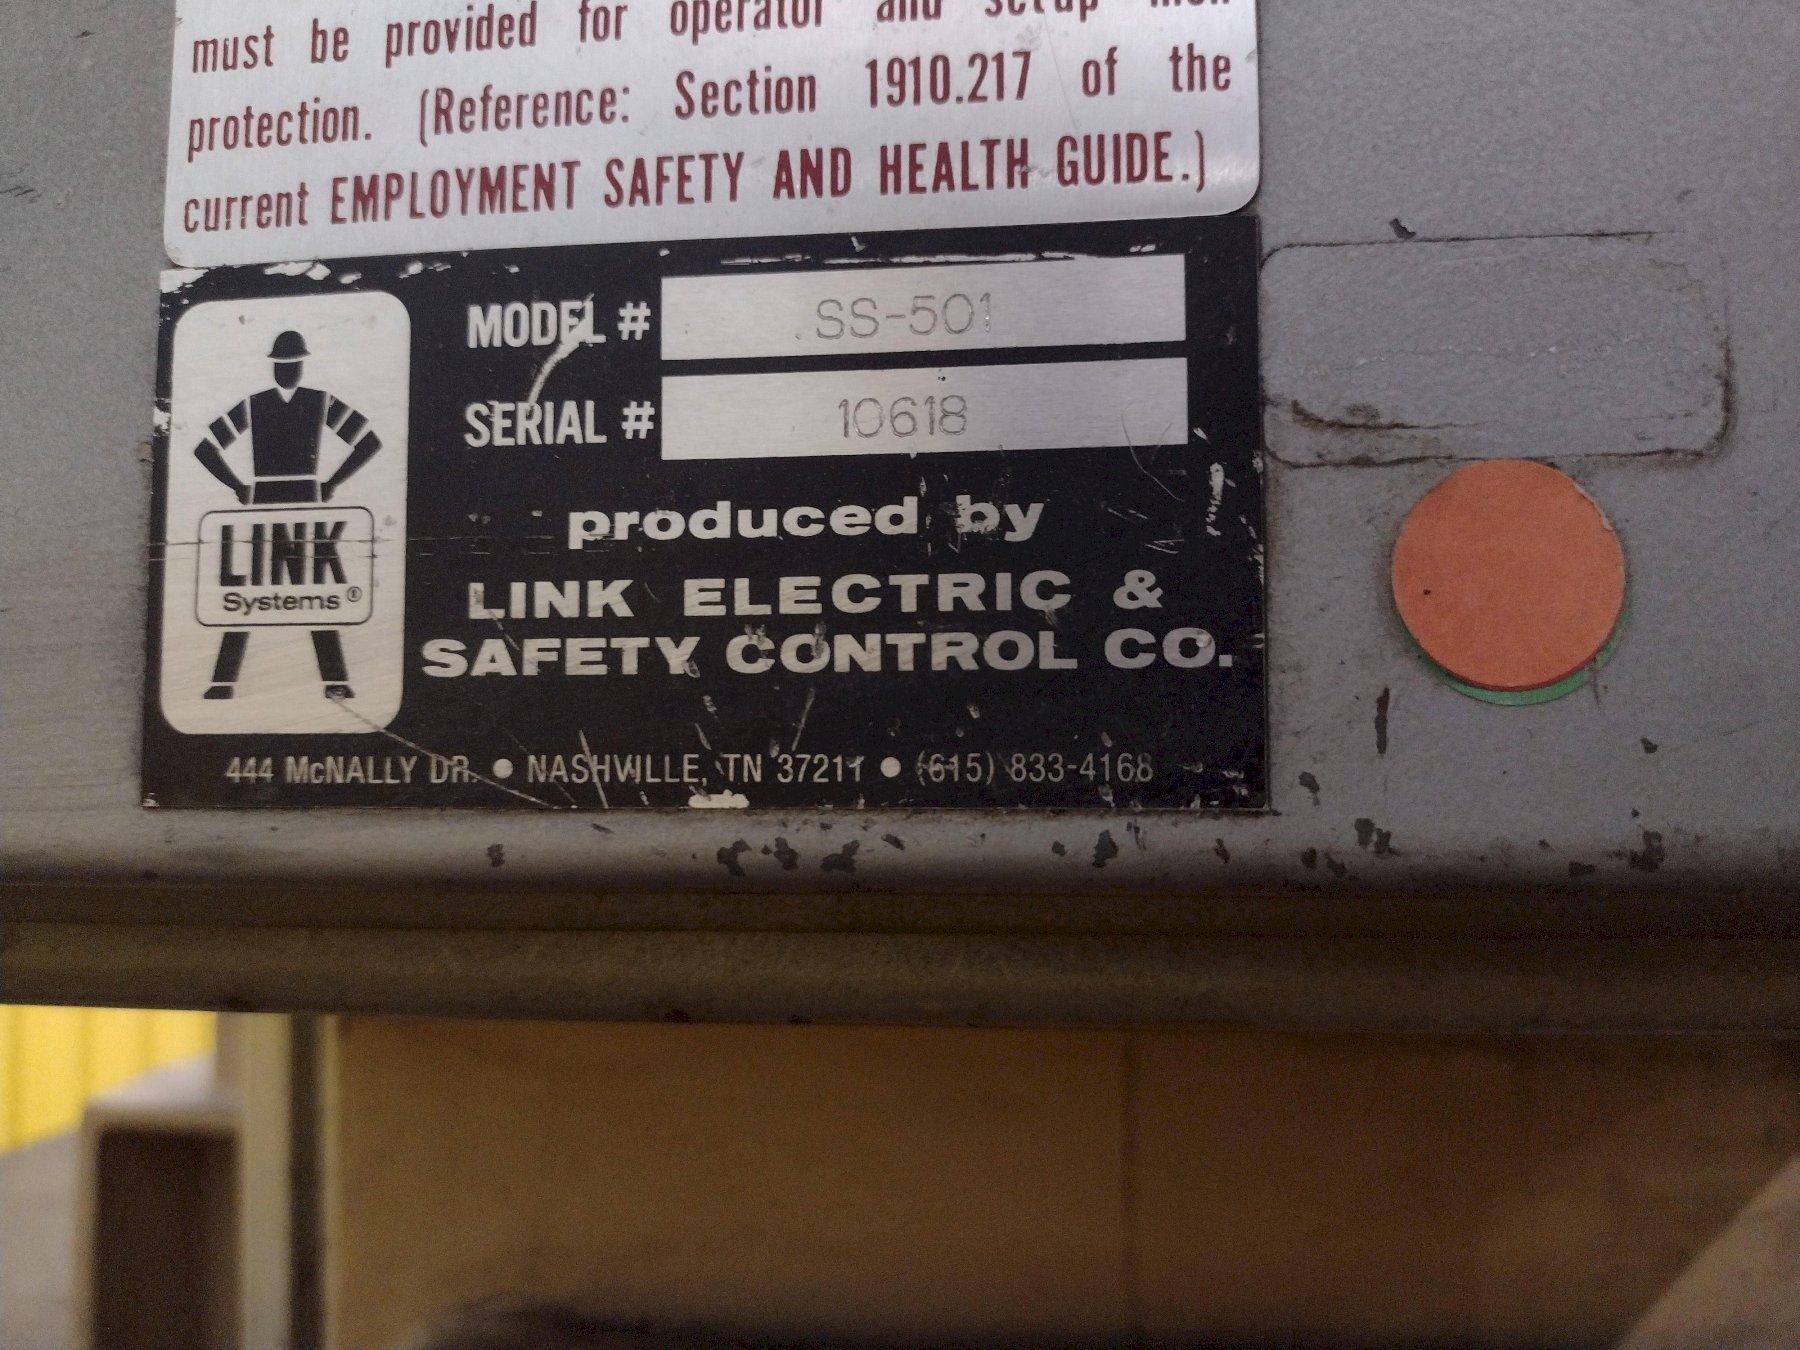 must be provided for operator and setup men
protection. (Reference: Section 1910.217 of the
current EMPLOYMENT SAFETY AND HEALTH GUIDE.)
MODEL # SS-501
SERIAL # 10618
LINK
Systems®
produced by
LINK ELECTRIC &
SAFETY CONTROL CO.
444 McNALLY DR. ● NASHVILLE, TN 37211 ● (615) 833-4168